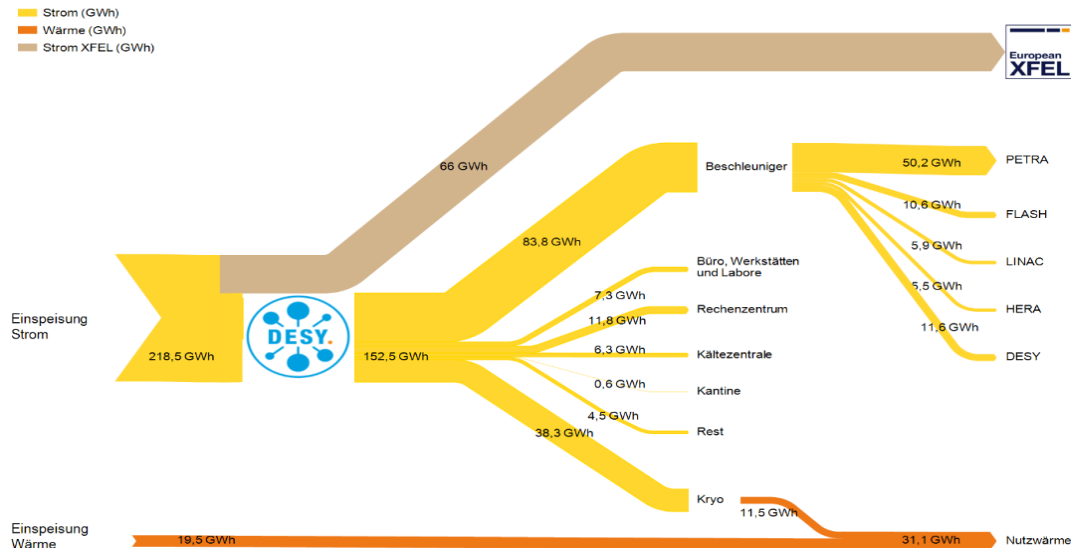 Strom (GWh)
Wärme (GWh)
Strom XFEL (GWh)
European
XFEL
66 GWh
Beschleuniger
50,2 GWh
PETRA
10,6 GWh
FLASH
83,8 GWh
5,9 GWh
LINAC
Büro, Werkstätten
und Labore
7,3 GWh
5,5 GWh
Rechenzentrum
HERA
11,8 GWh
Einspeisung
Strom
DESY.
11,6 GWh
218,5 GWh
152,5 GWh
6,3 GWh
Kältezentrale
DESY
0,6 GWh
Kantine
4,5 GWh
Rest
38,3 GWh
Kryo
11,5 GWh
Einspeisung
Wärme
19,5 GWh
31,1 GWh
Nutzwärme